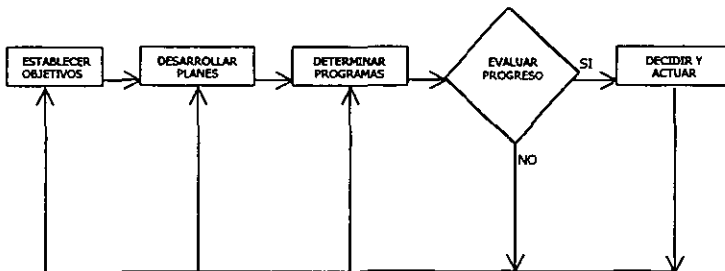 ESTABLECER
OBJETIVOS
DESARROLLAR
PLANES
DETERMINAR
PROGRAMAS
EVALUAR
PROGRESO
SI
DECIDIR Y
ACTUAR
NO